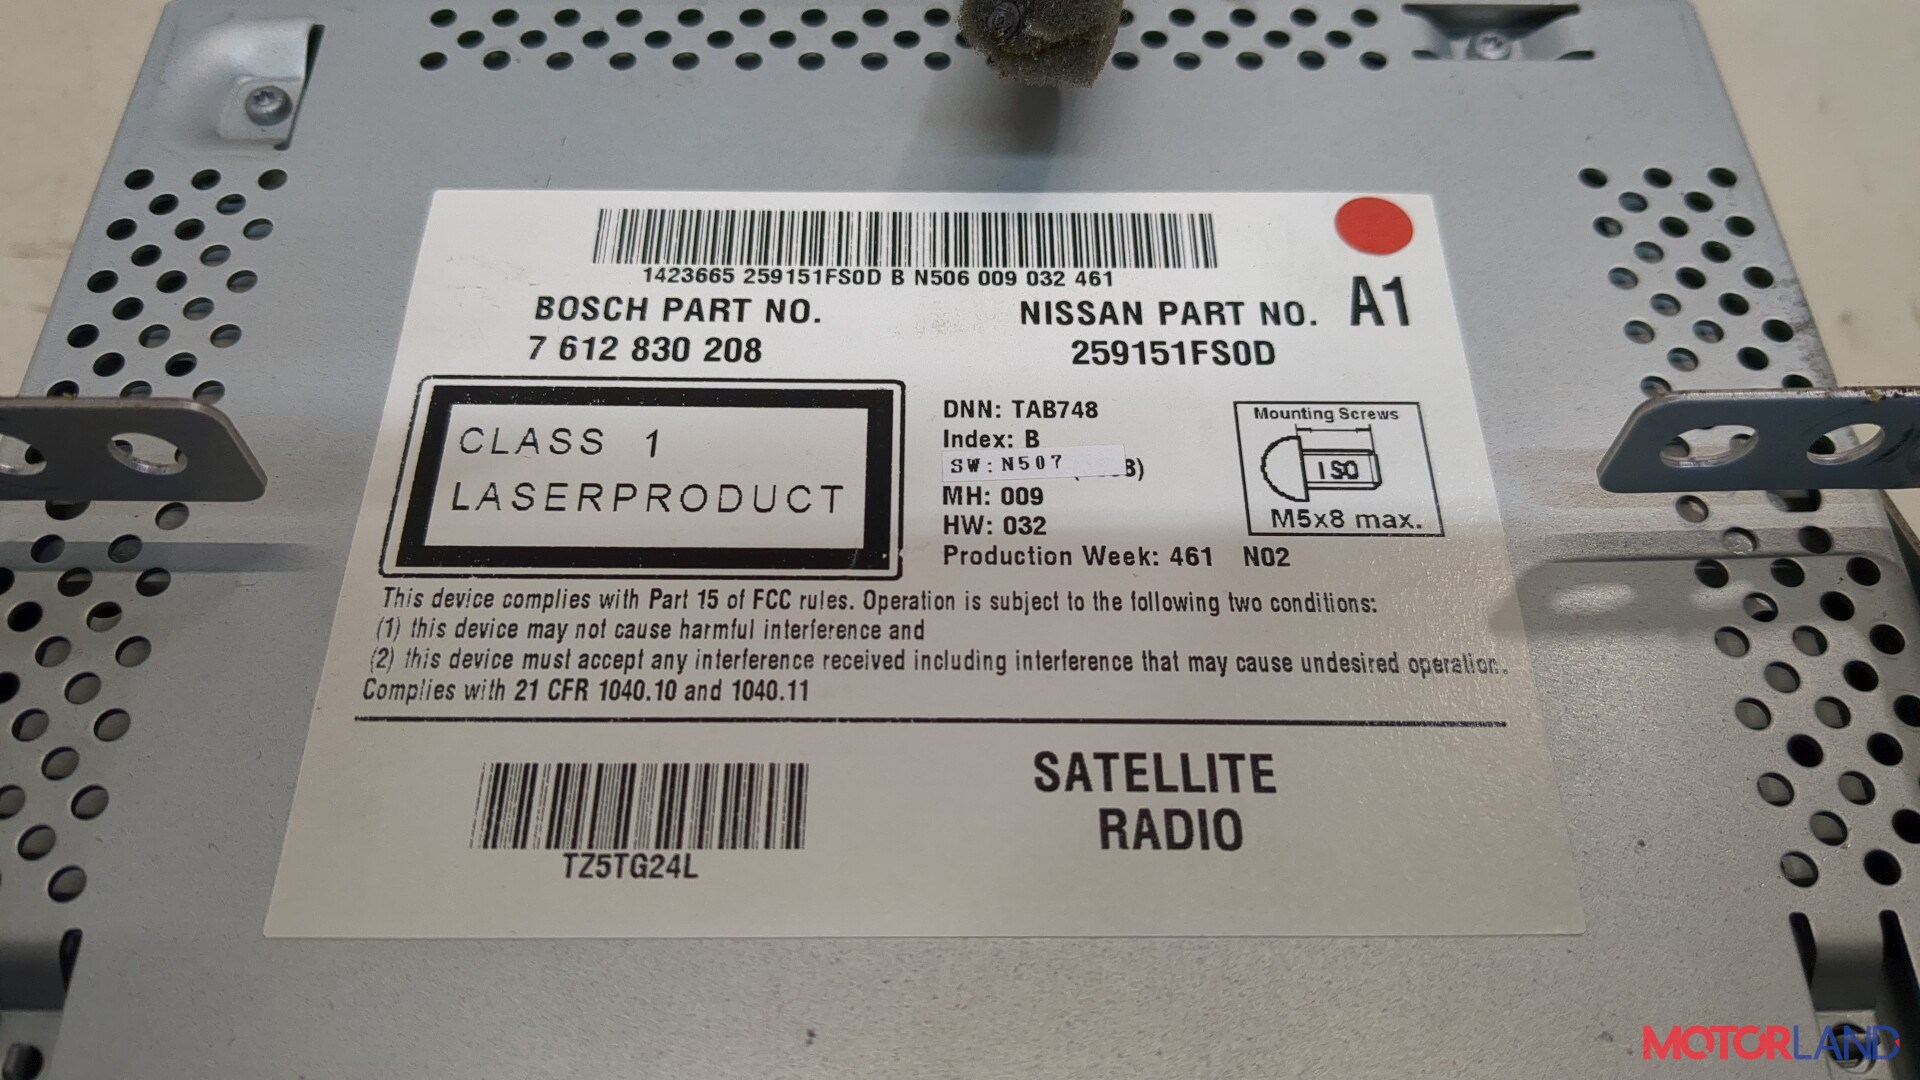 1423665 259151FS0D B N506 009 032 461
BOSCH PART NO.
7 612 830 208
NISSAN PART NO.
259151FS0D
A1
CLASS 1
LASERPRODUCT
DNN: TAB748
Index: B
SW:N507
MH: 009
HW: 032
Production Week: 461 N02
Mounting Screws
ISO
M5x8 max.
This device complies with Part 15 of FCC rules. Operation is subject to the following two conditions:
(1) this device may not cause harmful interference and
(2) this device must accept any interference received including interference that may cause undesired operation.
Complies with 21 CFR 1040.10 and 1040.11
TZ5TG24L
SATELLITE
RADIO
MOTORLAND